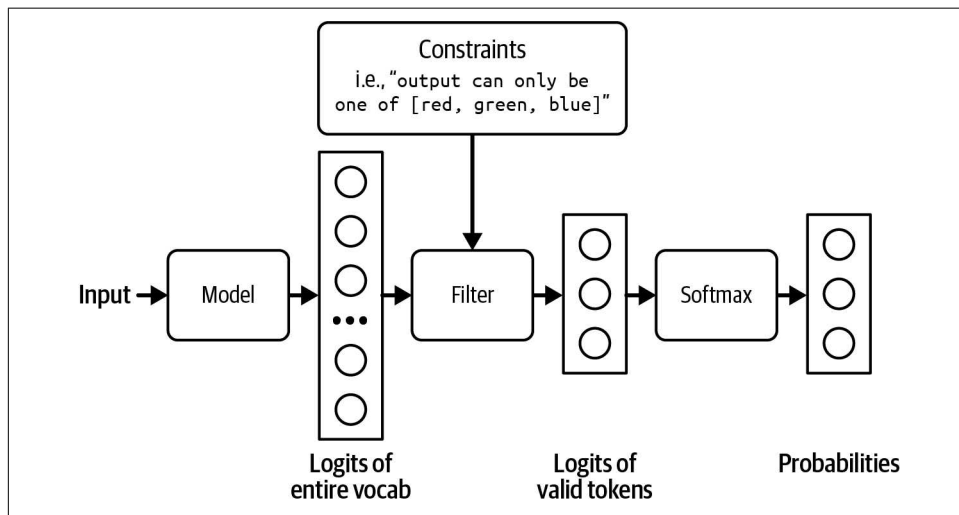 Constraints
i.e., “output can only be
one of [red, green, blue]”
Input
Model
Filter
Softmax
Logits of
entire vocab
Logits of
valid tokens
Probabilities